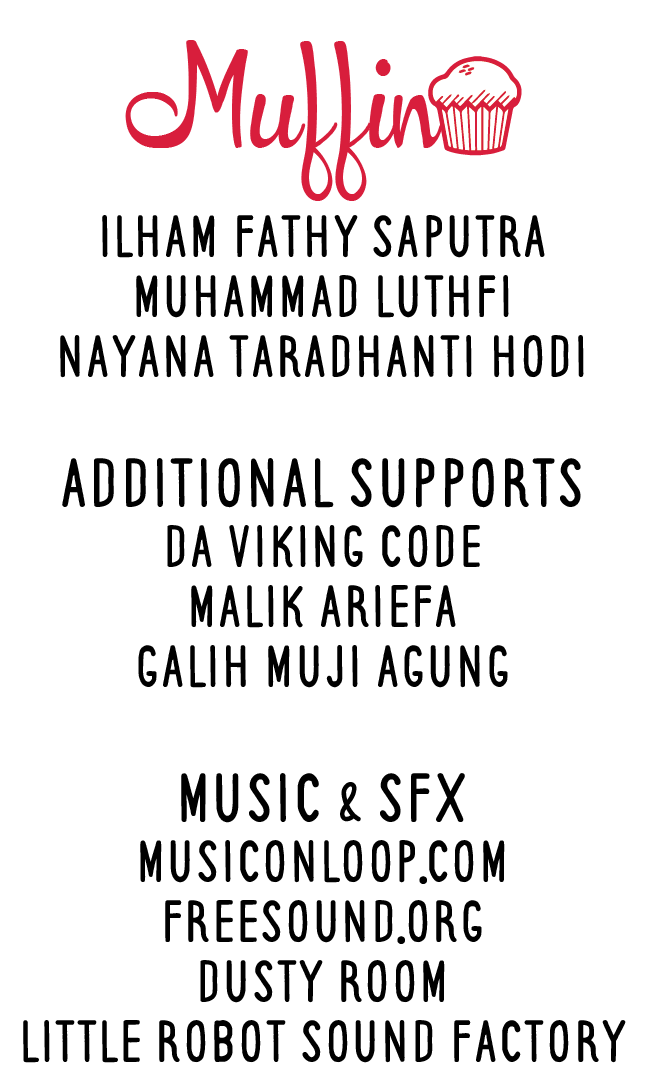 Muffin
ILHAM FATHY SAPUTRA
MUHAMMAD LUTHFI
NAYANA TARADHANTI HODI
ADDITIONAL SUPPORTS
DA VIKING CODE
MALIK ARIEFA
GALIH MUJI AGUNG
MUSIC & SFX
MUSICONLOOP.COM
FREESOUND.ORG
DUSTY ROOM
LITTLE ROBOT SOUND FACTORY